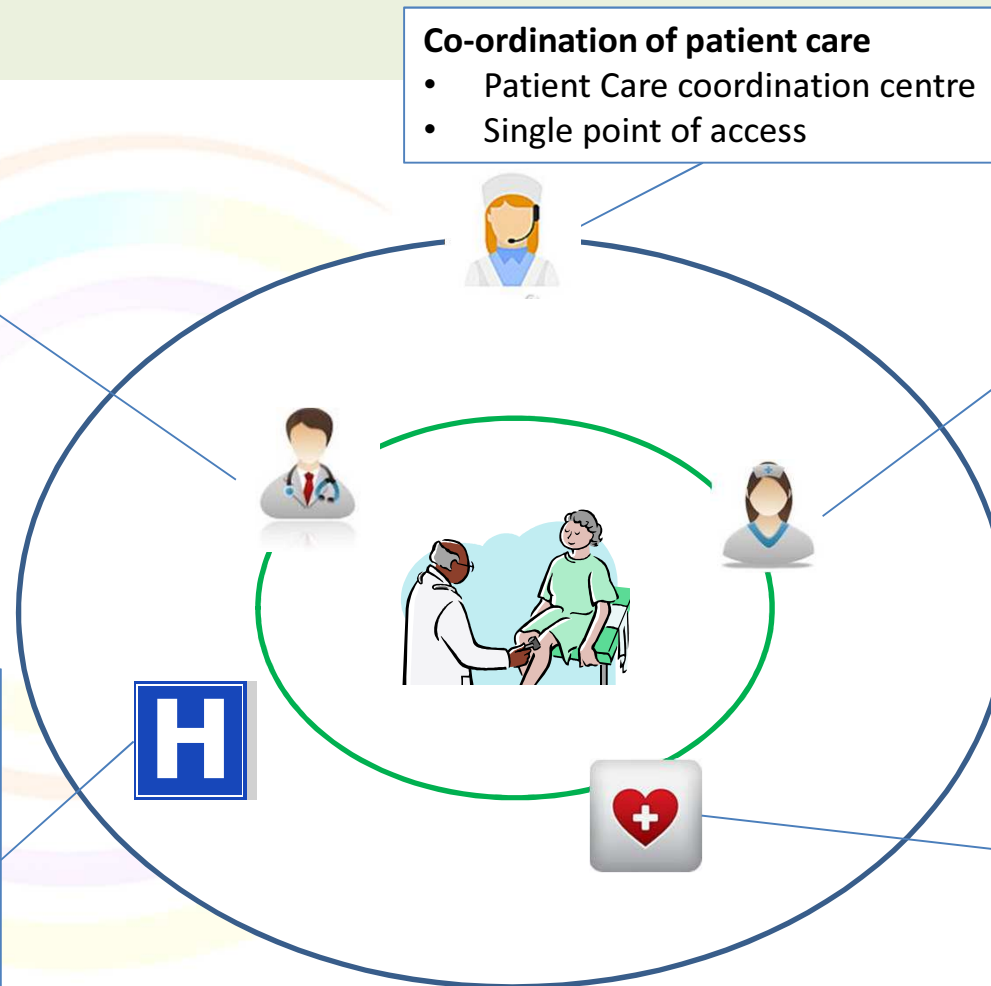 Co-ordination of patient care
• Patient Care coordination centre
• Single point of access
H